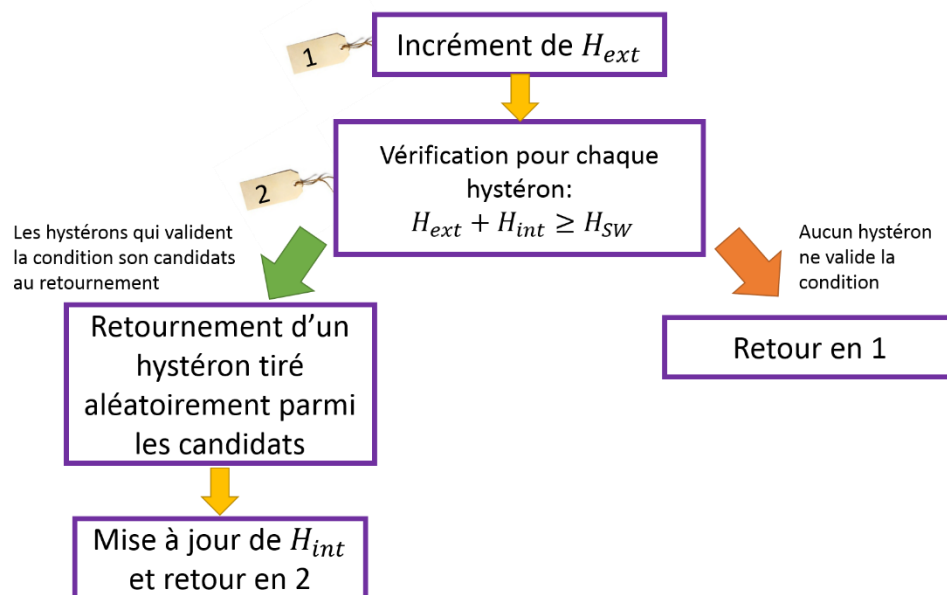 1
Incrément de H_ext
2
Vérification pour chaque
hystéron:
H_ext + H_int ≥ H_SW
Les hystérons qui valident
la condition son candidats
au retournement
Aucun hystéron
ne valide la
condition
Retournement d’un
hystéron tiré
aléatoirement parmi
les candidats
Retour en 1
Mise à jour de H_int
et retour en 2